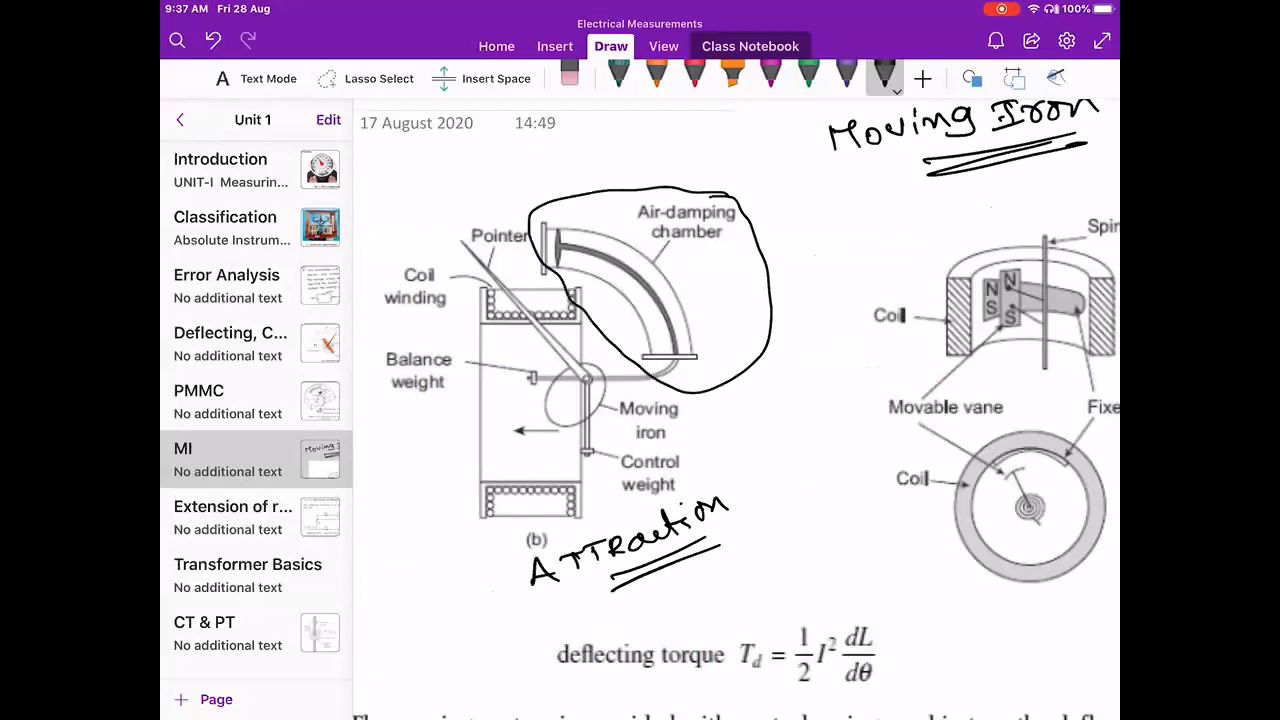 9:37 AM Fri 28 Aug
100%
Electrical Measurements
Home Insert Draw View Class Notebook
Text Mode Lasso Select Insert Space
Unit 1 Edit
Introduction
UNIT-I Measurin...
Classification
Absolute Instrum...
Error Analysis
No additional text
Deflecting, C...
No additional text
PMMC
No additional text
MI
No additional text
Extension of r...
No additional text
Transformer Basics
No additional text
CT & PT
No additional text
Page
17 August 2020 14:49
Moving Iron
Air-damping
chamber
Pointer
Coil
winding
Balance
weight
Moving
iron
Control
weight
(b)
ATTRaction
Spin
N
N
S
S
Coil
Movable vane
Fixe
Coil
deflecting torque T_d = 1/2 I² dL/dθ